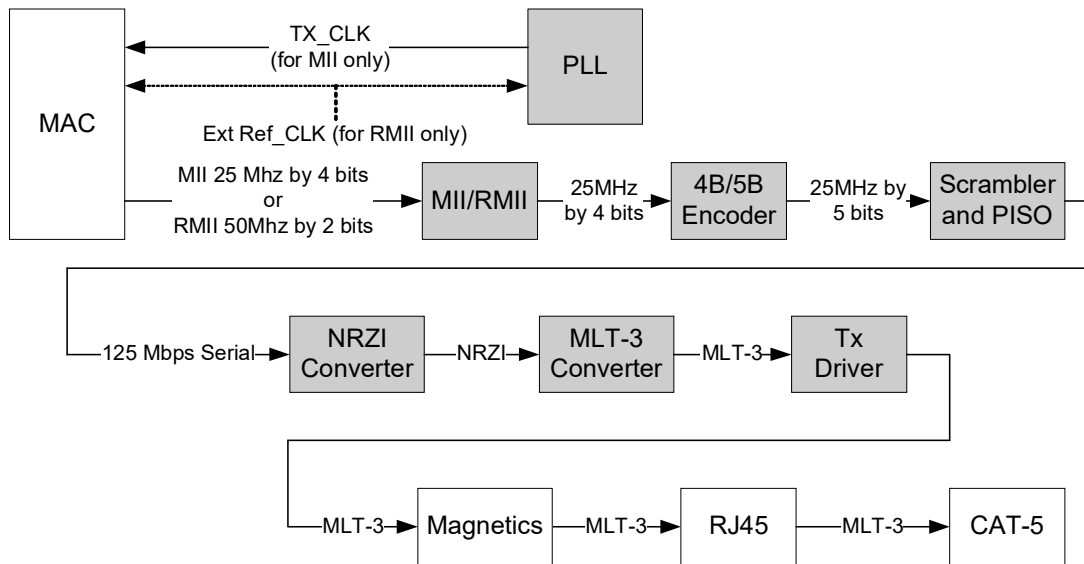 TX_CLK
(for MII only)
PLL
MAC
Ext Ref_CLK (for RMII only)
MII 25 Mhz by 4 bits
or
RMII 50Mhz by 2 bits
MII/RMII
25MHz
by 4 bits
4B/5B
Encoder
25MHz by
5 bits
Scrambler
and PISO
125 Mbps Serial
NRZI
Converter
NRZI
MLT-3
Converter
MLT-3
Tx
Driver
MLT-3
Magnetics
MLT-3
RJ45
MLT-3
CAT-5